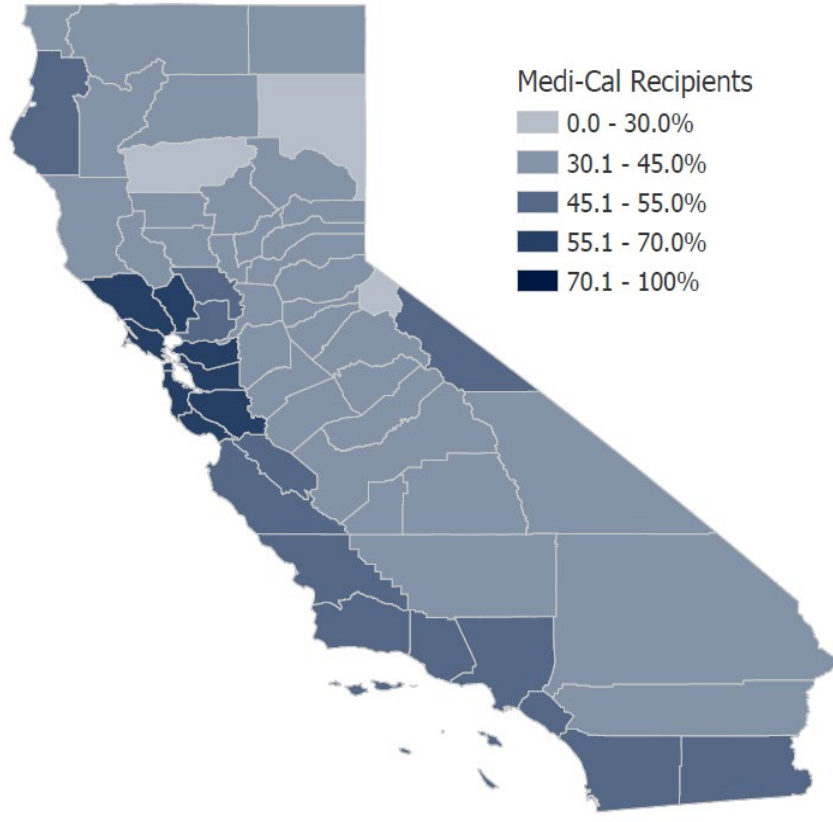 Medi-Cal Recipients
0.0 - 30.0%
30.1 - 45.0%
45.1 - 55.0%
55.1 - 70.0%
70.1 - 100%